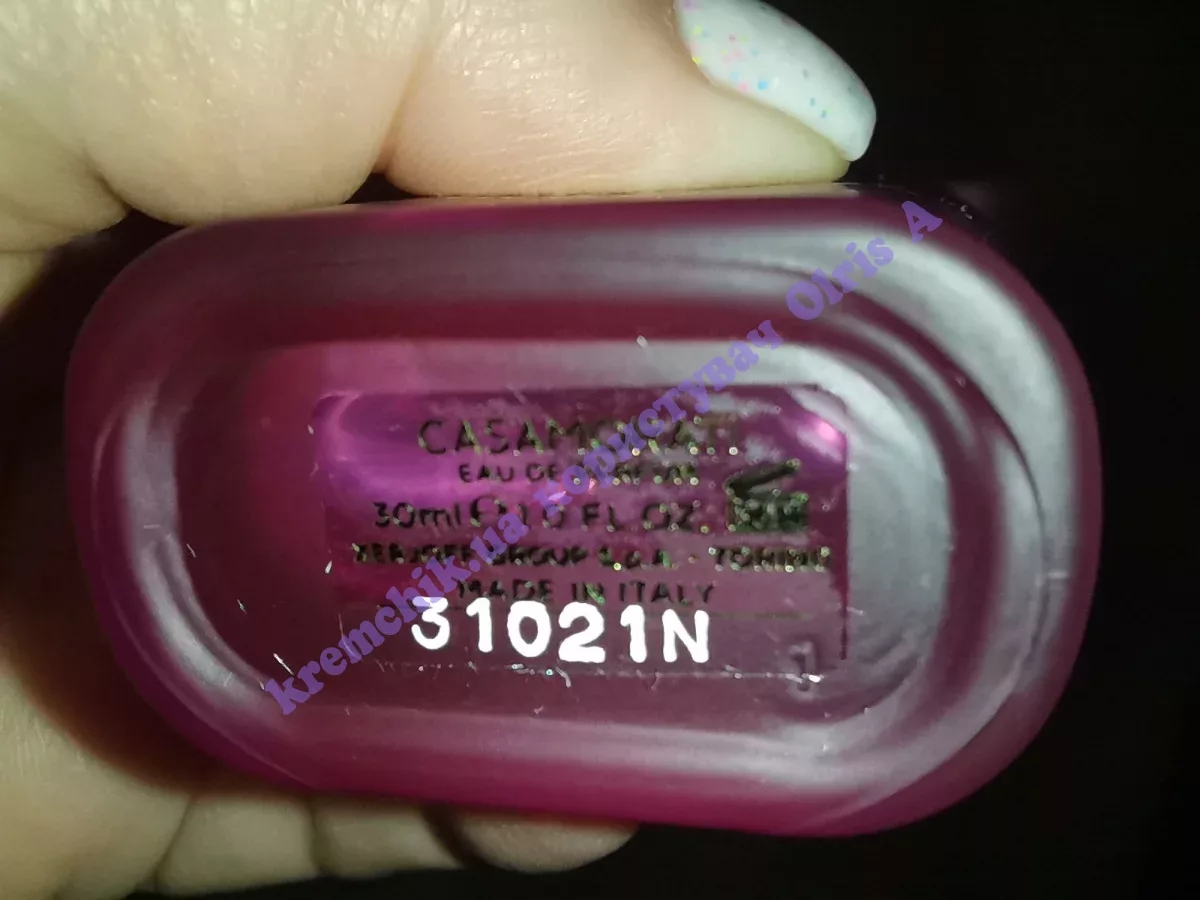 CASAMORATI
EAU DE PARFUM
30ml e 1.0 FL. OZ.
XERJOFF GROUP S.p.A. - TORINO
MADE IN ITALY
31021N
kremchik.ua користувач Olris A